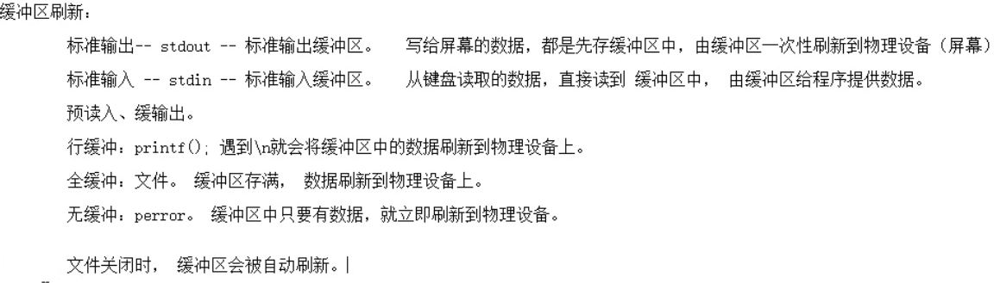 缓冲区刷新：
标准输出-- stdout -- 标准输出缓冲区。 写给屏幕的数据，都是先存缓冲区中，由缓冲区一次性刷新到物理设备（屏幕）
标准输入 -- stdin -- 标准输入缓冲区。 从键盘读取的数据，直接读到 缓冲区中， 由缓冲区给程序提供数据。
预读入、缓输出。
行缓冲：printf(); 遇到\n就会将缓冲区中的数据刷新到物理设备上。
全缓冲：文件。 缓冲区存满， 数据刷新到物理设备上。
无缓冲：perror。 缓冲区中只要有数据，就立即刷新到物理设备。
文件关闭时， 缓冲区会被自动刷新。